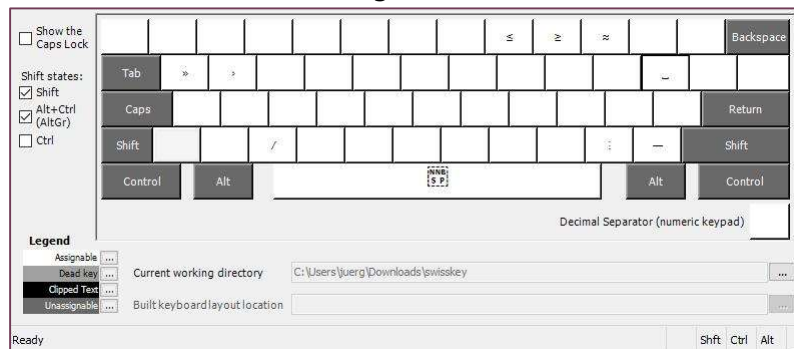 Show the
Caps Lock
≤ ≥ ≈ Backspace
Shift states:
Tab » › ⎵
Shift
Alt+Ctrl
(AltGr)
Caps Return
Ctrl
Shift / ⋮ — Shift
Control Alt NNB
S P Alt Control
Decimal Separator (numeric keypad)
Legend
Assignable ...
Dead key ... Current working directory C:\Users\juerg\Downloads\swisskey ...
Clipped Text ...
Unassignable ... Built keyboard layout location ...
Ready Shft Ctrl Alt